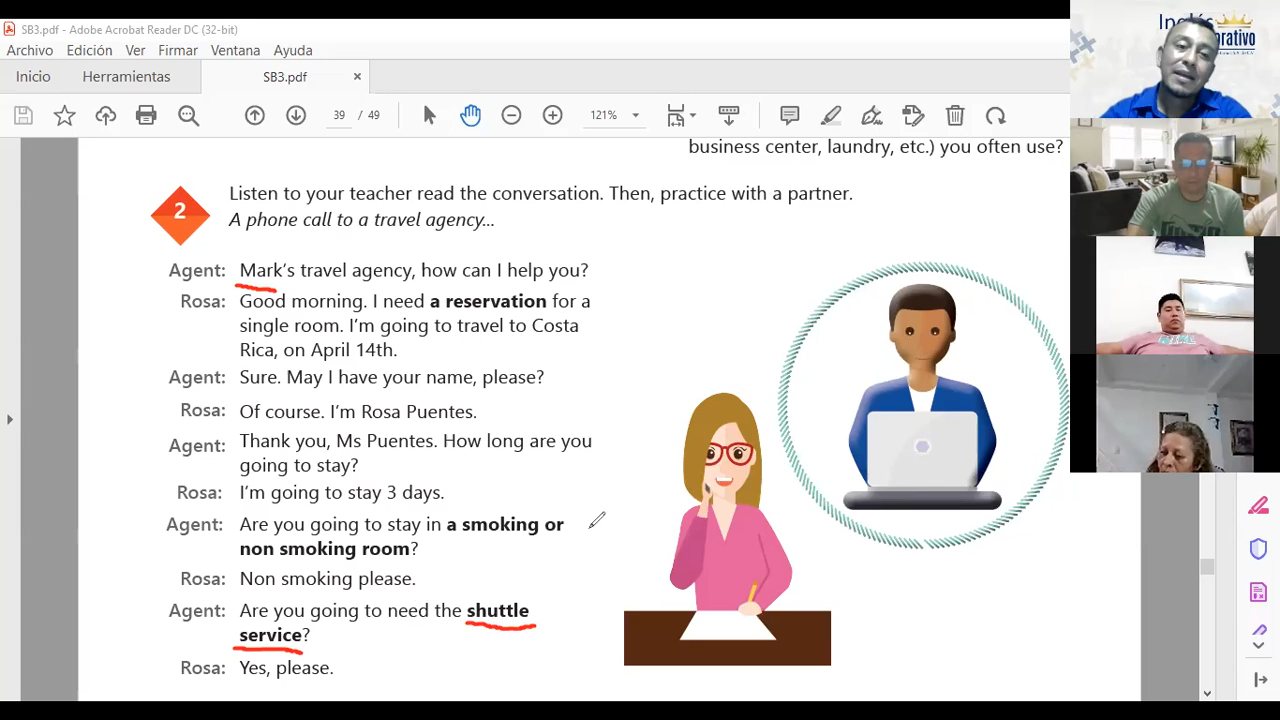 SB3.pdf - Adobe Acrobat Reader DC (32-bit)
Archivo Edición Ver Firmar Ventana Ayuda
Inicio Herramientas SB3.pdf ×
39 / 49 121%
business center, laundry, etc.) you often use?
2
Listen to your teacher read the conversation. Then, practice with a partner.
A phone call to a travel agency...
Agent: Mark's travel agency, how can I help you?
Rosa: Good morning. I need a reservation for a
single room. I'm going to travel to Costa
Rica, on April 14th.
Agent: Sure. May I have your name, please?
Rosa: Of course. I'm Rosa Puentes.
Agent: Thank you, Ms Puentes. How long are you
going to stay?
Rosa: I'm going to stay 3 days.
Agent: Are you going to stay in a smoking or
non smoking room?
Rosa: Non smoking please.
Agent: Are you going to need the shuttle
service?
Rosa: Yes, please.